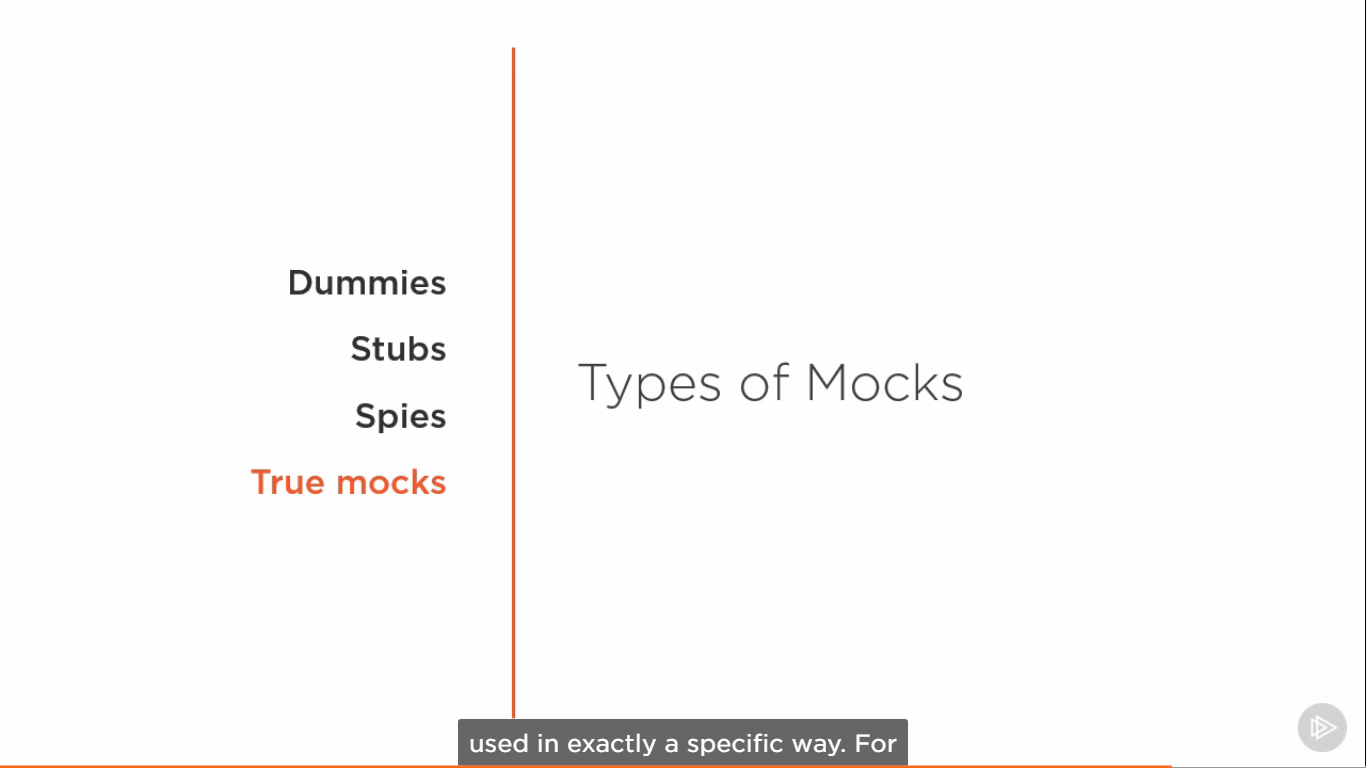 Dummies
Stubs
Spies
True mocks
Types of Mocks
used in exactly a specific way. For